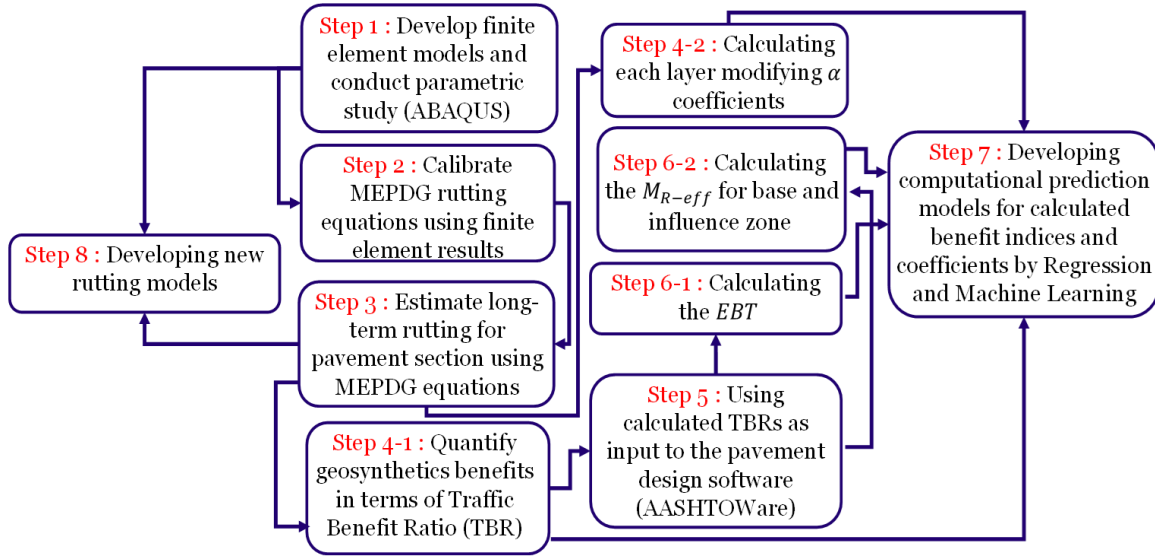 Step 1 : Develop finite
element models and
conduct parametric
study (ABAQUS)
Step 2 : Calibrate
MEPDG rutting
equations using finite
element results
Step 8 : Developing new
rutting models
Step 3 : Estimate long-
term rutting for
pavement section using
MEPDG equations
Step 4-1 : Quantify
geosynthetics benefits
in terms of Traffic
Benefit Ratio (TBR)
Step 4-2 : Calculating
each layer modifying α
coefficients
Step 6-2 : Calculating
the M_{R-eff} for base and
influence zone
Step 6-1 : Calculating
the EBT
Step 5 : Using
calculated TBRs as
input to the pavement
design software
(AASHTOWare)
Step 7 : Developing
computational prediction
models for calculated
benefit indices and
coefficients by Regression
and Machine Learning